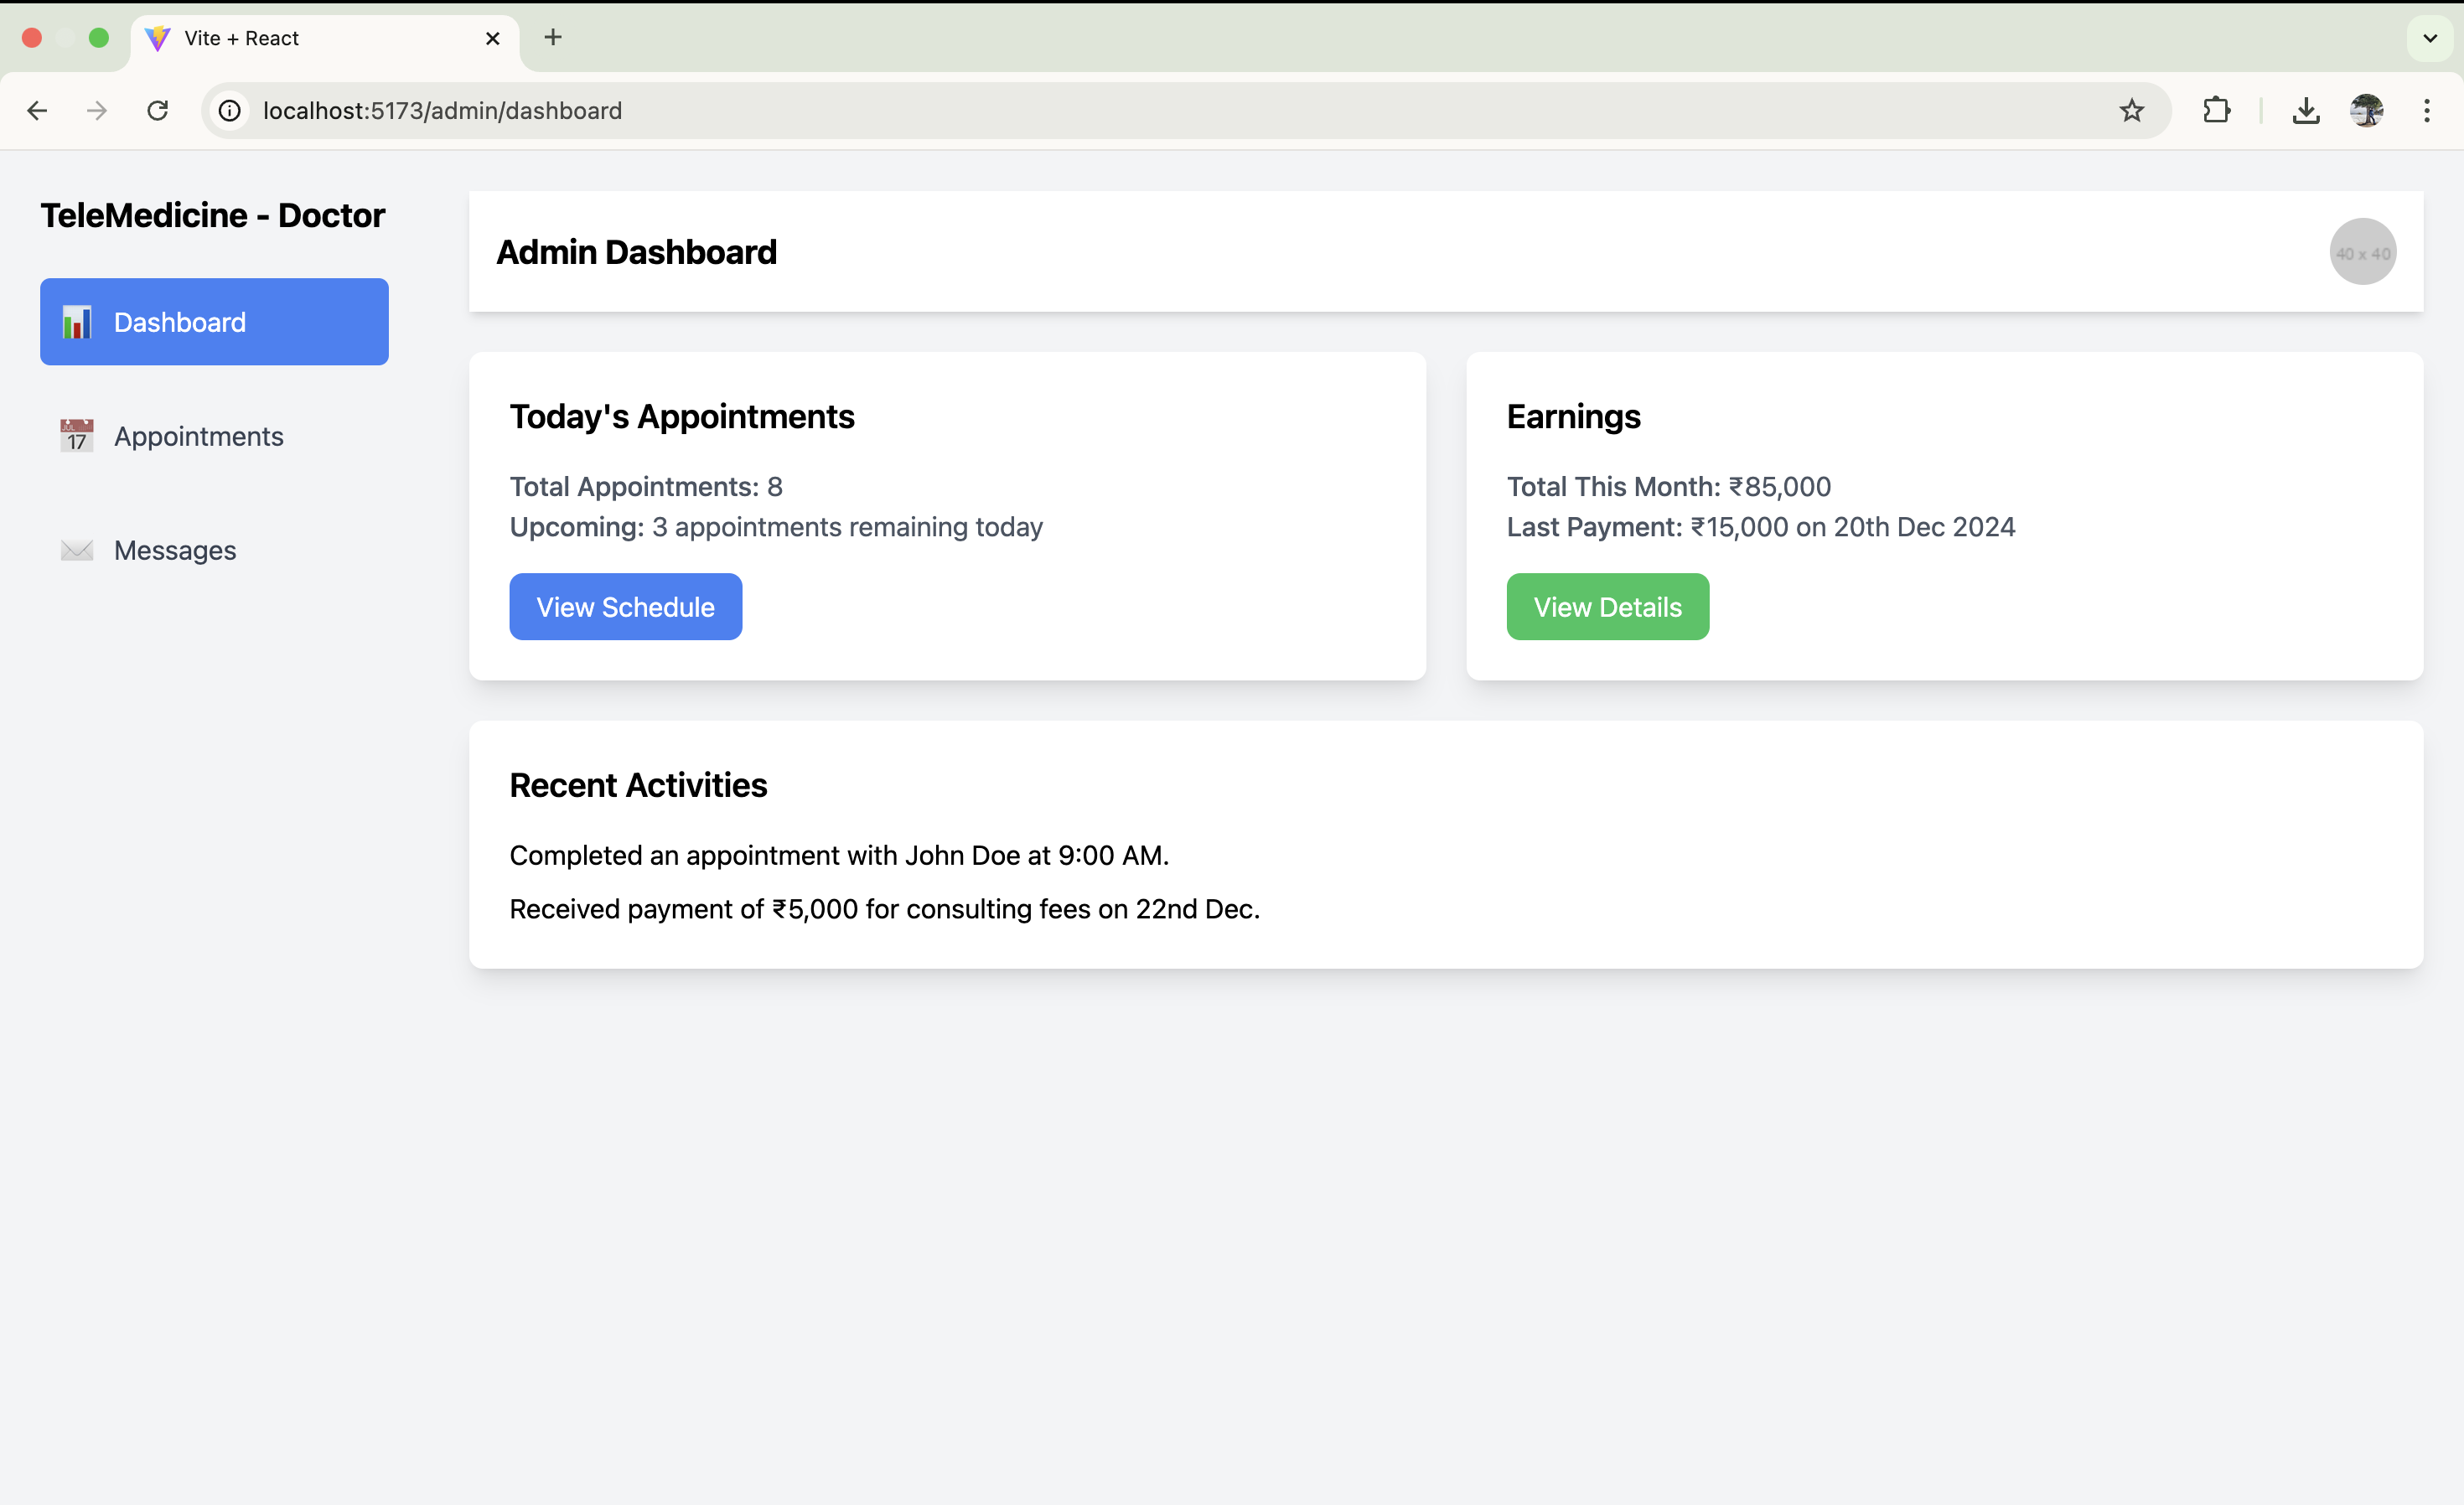 Vite + React
localhost:5173/admin/dashboard
TeleMedicine - Doctor
Dashboard
JUL
17
Appointments
Messages
Admin Dashboard
40 x 40
Today's Appointments
Total Appointments: 8
Upcoming: 3 appointments remaining today
View Schedule
Earnings
Total This Month: ₹85,000
Last Payment: ₹15,000 on 20th Dec 2024
View Details
Recent Activities
Completed an appointment with John Doe at 9:00 AM.
Received payment of ₹5,000 for consulting fees on 22nd Dec.